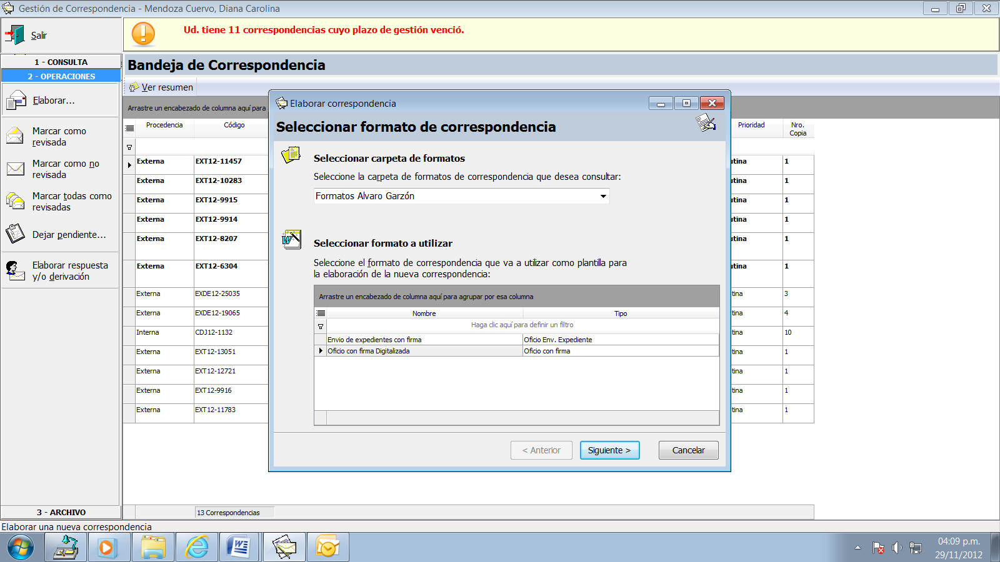 Gestión de Correspondencia - Mendoza Cuervo, Diana Carolina
Salir
Ud. tiene 11 correspondencias cuyo plazo de gestión venció.
1 - CONSULTA
2 - OPERACIONES
Elaborar...
Marcar como
revisada
Marcar como no
revisada
Marcar todas como
revisadas
Dejar pendiente...
Elaborar respuesta
y/o derivación
3 - ARCHIVO
Bandeja de Correspondencia
Ver resumen
Arrastre un encabezado de columna aquí para
Procedencia Código Prioridad Nro.
Copia
Externa EXT12-11457 utina 1
Externa EXT12-10283 utina 1
Externa EXT12-9915 utina 1
Externa EXT12-9914 utina 1
Externa EXT12-8207 utina 1
Externa EXT12-6304 utina 1
Externa EXDE12-25035 tina 3
Externa EXDE12-19065 tina 4
Interna CDJ12-1132 tina 10
Externa EXT12-13051 tina 1
Externa EXT12-12721 tina 1
Externa EXT12-9916 tina 1
Externa EXT12-11783 tina 1
13 Correspondencias
Elaborar correspondencia
Seleccionar formato de correspondencia
Seleccionar carpeta de formatos
Seleccione la carpeta de formatos de correspondencia que desea consultar:
Formatos Alvaro Garzón
Seleccionar formato a utilizar
Seleccione el formato de correspondencia que va a utilizar como plantilla para
la elaboración de la nueva correspondencia:
Arrastre un encabezado de columna aquí para agrupar por esa columna
Nombre Tipo
Haga clic aquí para definir un filtro
Envio de expedientes con firma Oficio Env. Expediente
Oficio con firma Digitalizada Oficio con firma
< Anterior Siguiente > Cancelar
Elaborar una nueva correspondencia
04:09 p.m.
29/11/2012